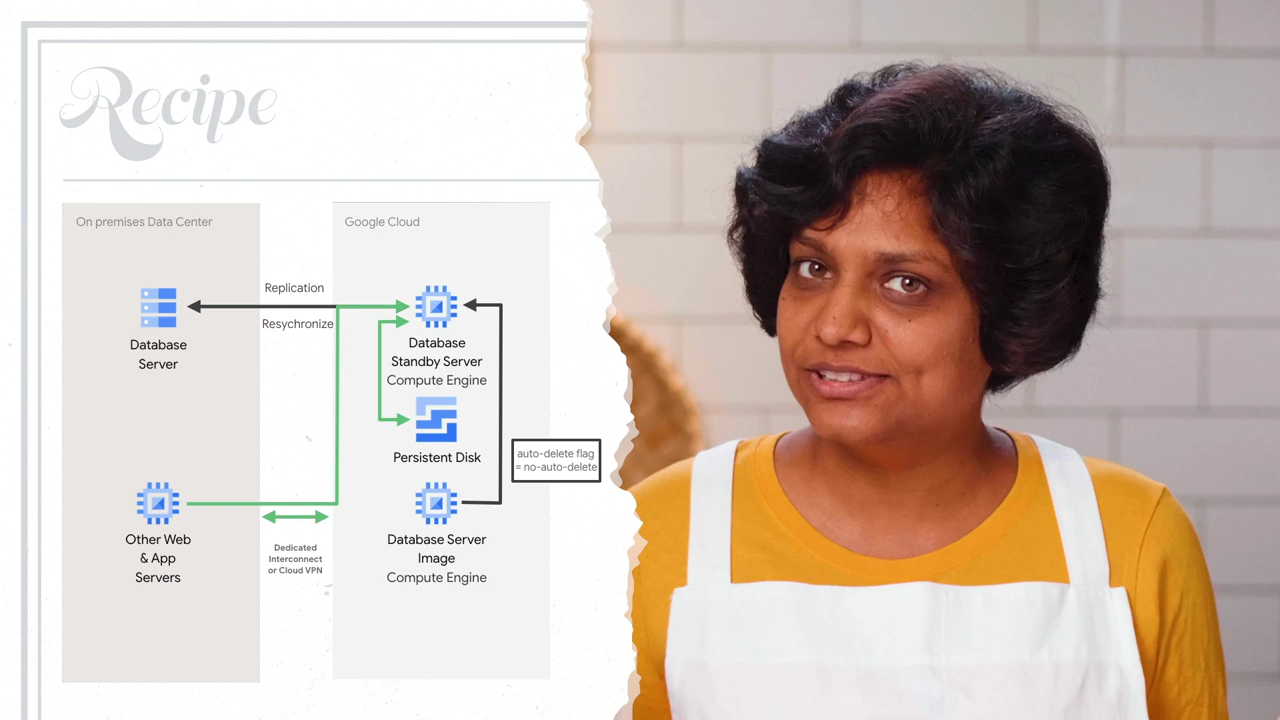 Recipe
On premises Data Center
Google Cloud
Replication
Resychronize
Database
Server
Database
Standby Server
Compute Engine
Persistent Disk
auto-delete flag
= no-auto-delete
Other Web
& App
Servers
Dedicated
Interconnect
or Cloud VPN
Database Server
Image
Compute Engine